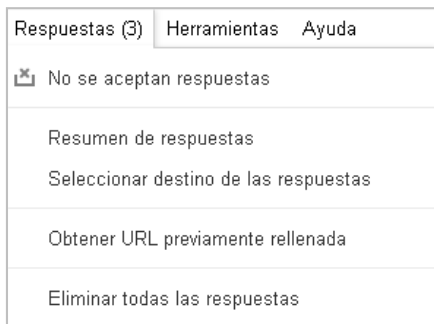 Respuestas (3) Herramientas Ayuda
No se aceptan respuestas
Resumen de respuestas
Seleccionar destino de las respuestas
Obtener URL previamente rellenada
Eliminar todas las respuestas